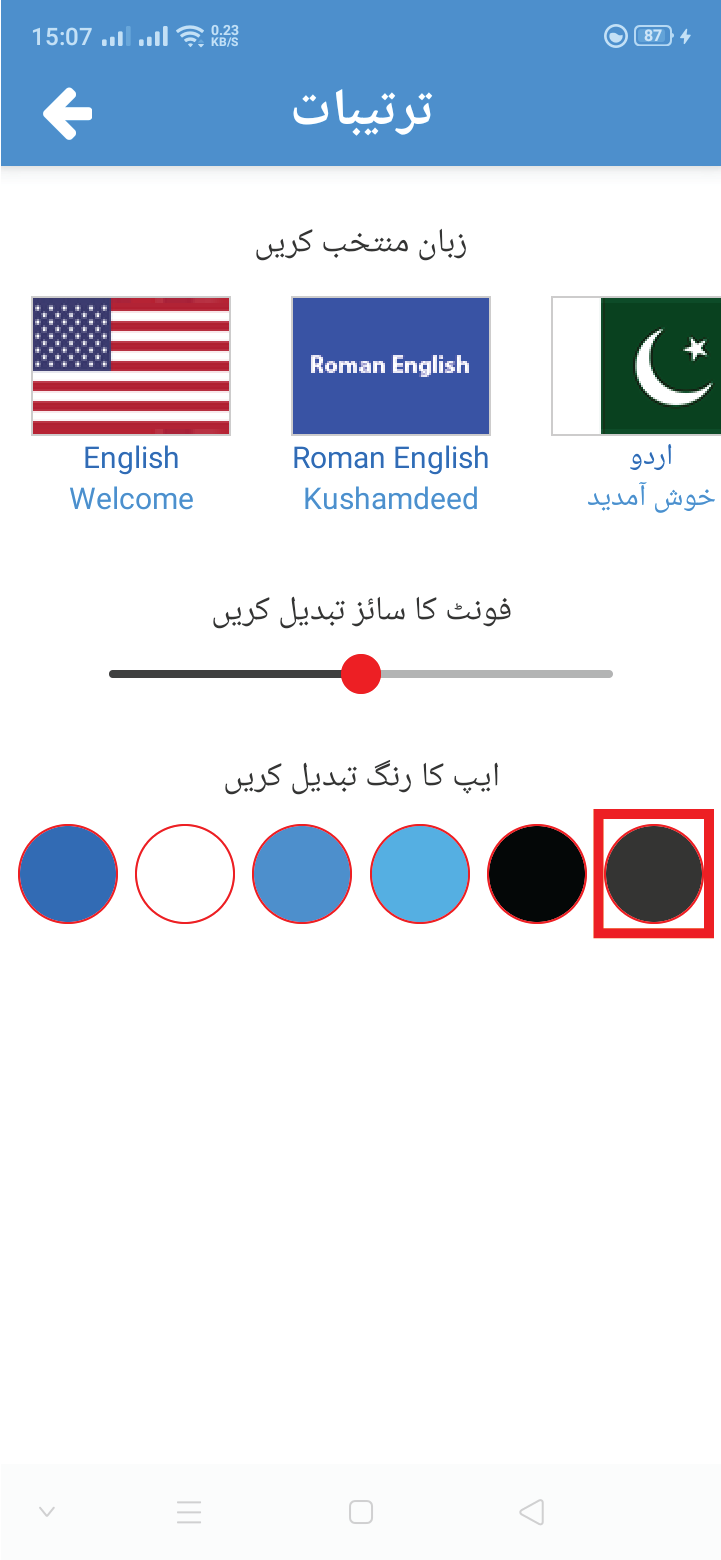 15:07 0.23 KB/S 87
ترتیبات
زبان منتخب کریں
Roman English
English
Welcome
Roman English
Kushamdeed
اردو
خوش آمدید
فونٹ کا سائز تبدیل کریں
ایپ کا رنگ تبدیل کریں